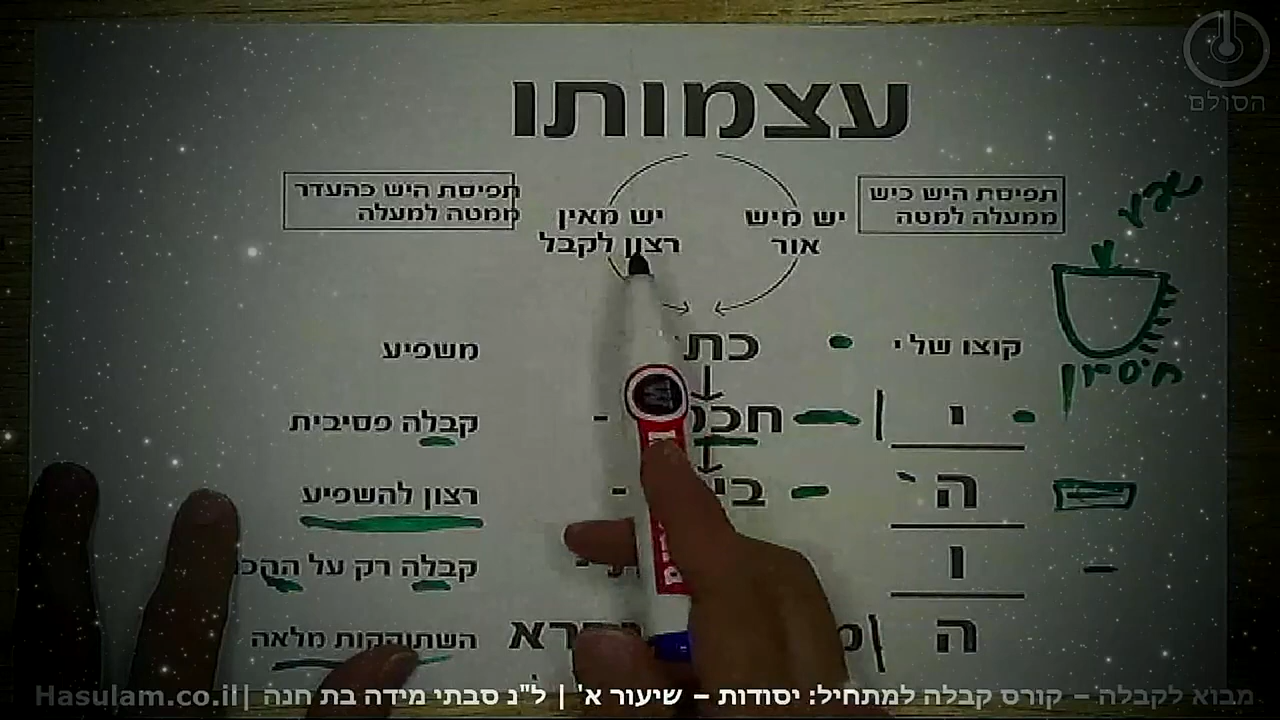 הסולם
עצמותו
תפיסת היש כיש
ממעלה למטה
יש מיש
אור
יש מאין
רצון לקבל
תפיסת היש כהעדר
ממטה למעלה
חסרון
קוצו של י
משפיע
י
קבלה פסיבית
ה
רצון להשפיע
ו
קבלה רק על
ה
השתוקקות מלאה
מבוא לקבלה – קורס קבלה למתחיל: יסודות – שיעור א' | ל"נ סבתי מידה בת חנה |Hasulam.co.il